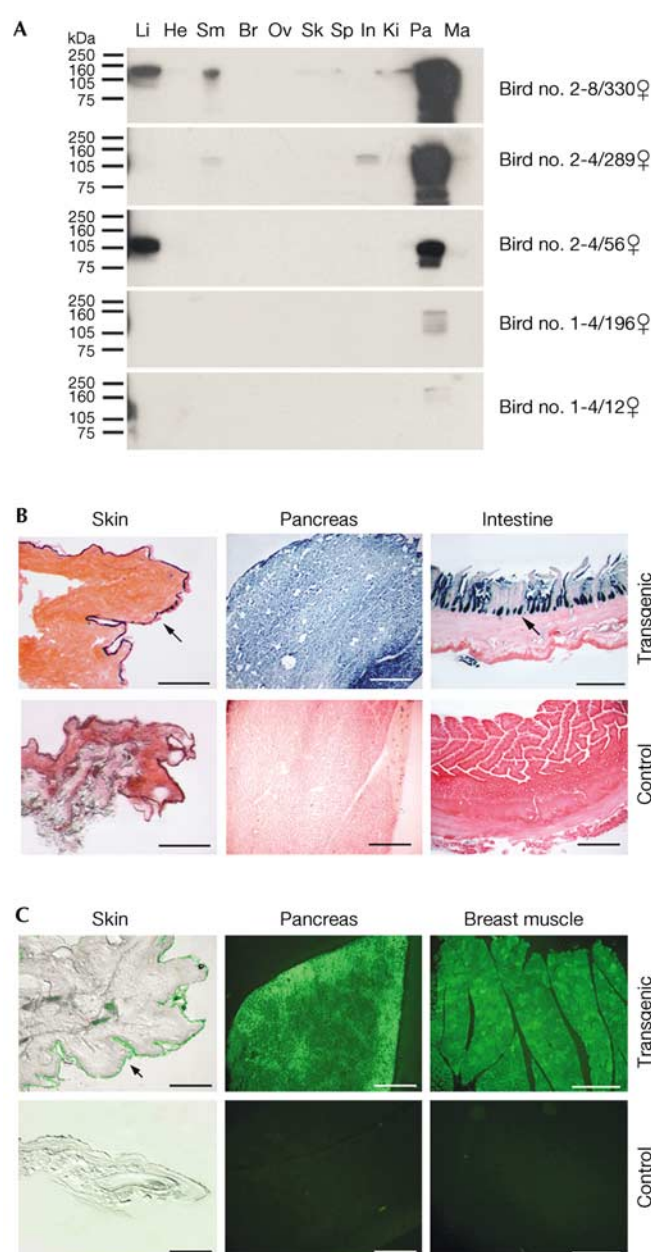 A
kDa Li He Sm Br Ov Sk Sp In Ki Pa Ma
250
160
105
75
Bird no. 2-8/330♀
250
160
105
75
Bird no. 2-4/289♀
250
160
105
75
Bird no. 2-4/56♀
250
160
105
75
Bird no. 1-4/196♀
250
160
105
75
Bird no. 1-4/12♀
B
Skin Pancreas Intestine
Transgenic
Control
C
Skin Pancreas Breast muscle
Transgenic
Control